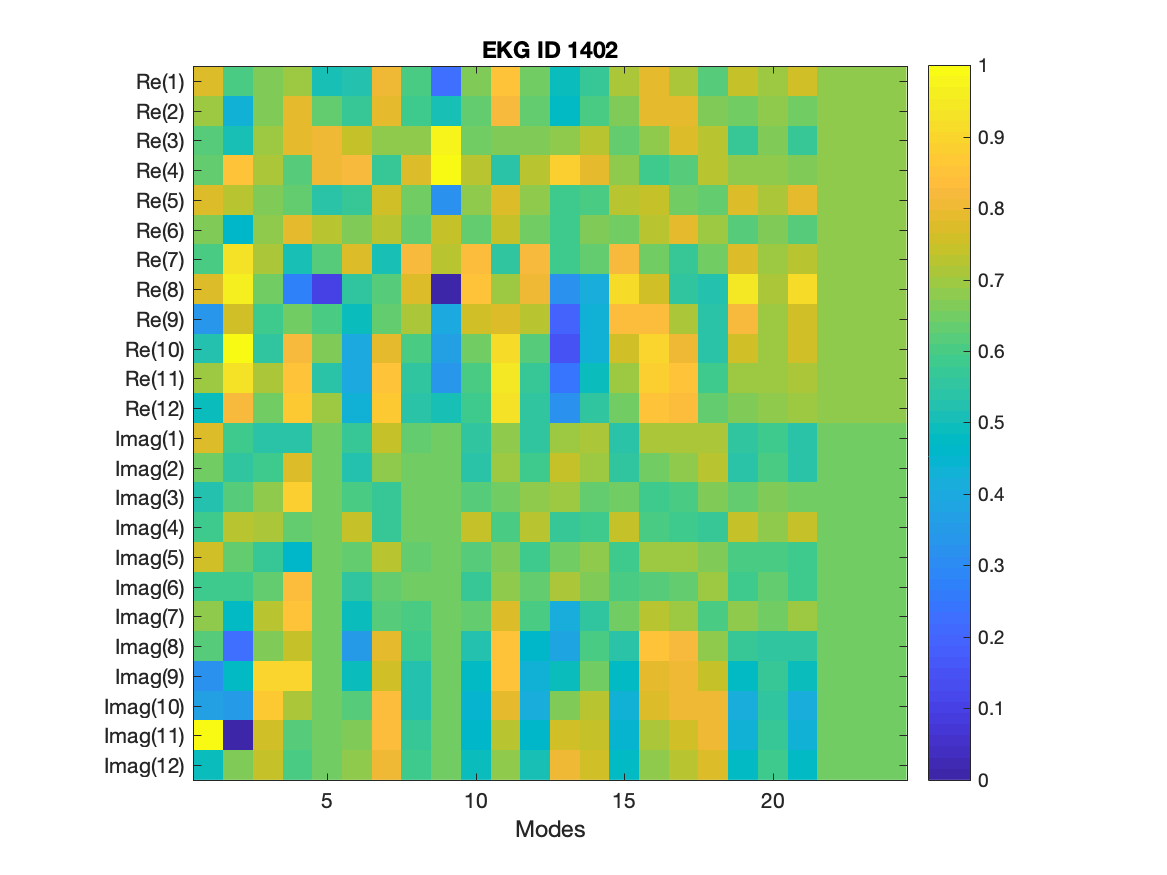 EKG ID 1402
Re(1)
Re(2)
Re(3)
Re(4)
Re(5)
Re(6)
Re(7)
Re(8)
Re(9)
Re(10)
Re(11)
Re(12)
Imag(1)
Imag(2)
Imag(3)
Imag(4)
Imag(5)
Imag(6)
Imag(7)
Imag(8)
Imag(9)
Imag(10)
Imag(11)
Imag(12)
5 10 15 20
Modes
1
0.9
0.8
0.7
0.6
0.5
0.4
0.3
0.2
0.1
0